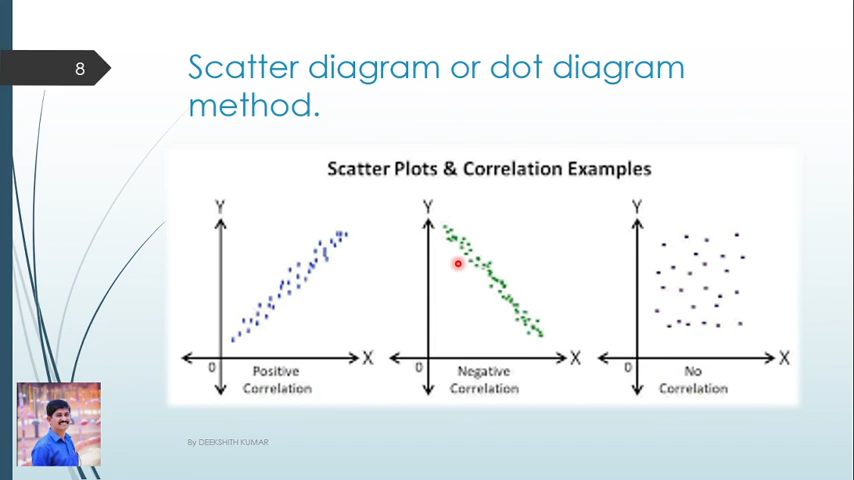 8
Scatter diagram or dot diagram
method.
Scatter Plots & Correlation Examples
Y
Y
Y
X
X
X
0
0
0
Positive
Correlation
Negative
Correlation
No
Correlation
By DEEKSHITH KUMAR